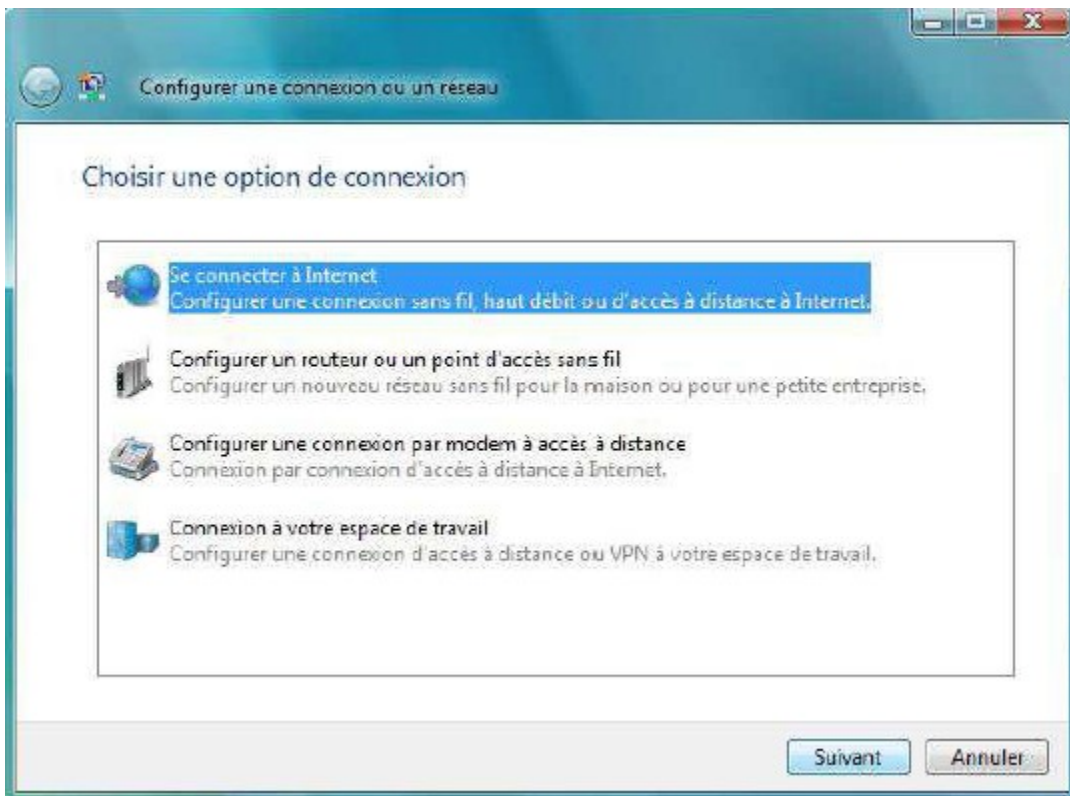 Configurer une connexion ou un réseau
Choisir une option de connexion
Se connecter à Internet
Configurer une connexion sans fil, haut débit ou d'accès à distance à Internet.
Configurer un routeur ou un point d'accès sans fil
Configurer un nouveau réseau sans fil pour la maison ou pour une petite entreprise.
Configurer une connexion par modem à accès à distance
Connexion par connexion d'accès à distance à Internet.
Connexion à votre espace de travail
Configurer une connexion d'accès à distance ou VPN à votre espace de travail.
Suivant
Annuler